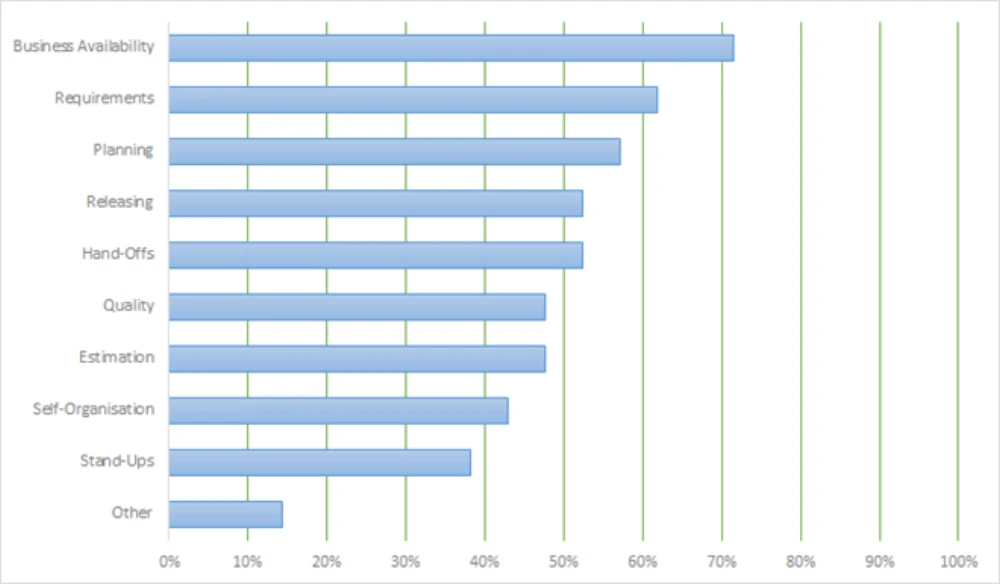 Business Availability
Requirements
Planning
Releasing
Hand-Offs
Quality
Estimation
Self-Organisation
Stand-Ups
Other
0% 10% 20% 30% 40% 50% 60% 70% 80% 90% 100%